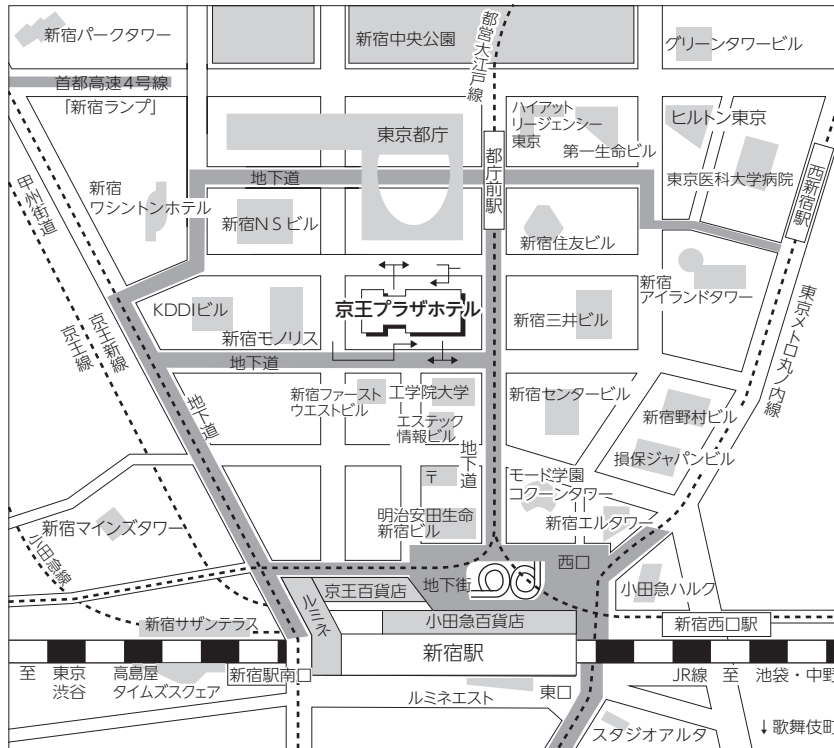 新宿パークタワー
新宿中央公園
都営大江戸線
グリーンタワービル
首都高速4号線
「新宿ランプ」
ハイアット
リージェンシー
東京
ヒルトン東京
東京都庁
第一生命ビル
都庁前駅
西新宿駅
甲州街道
新宿
ワシントンホテル
地下道
東京医科大学病院
新宿NSビル
新宿住友ビル
新宿
アイランドタワー
KDDIビル
京王プラザホテル
新宿三井ビル
新宿モノリス
東京メトロ丸ノ内線
京王新線
京王線
地下道
地下道
新宿ファースト
ウエストビル
工学院大学
新宿センタービル
エステック
情報ビル
新宿野村ビル
地下道
損保ジャパンビル
〒
モード学園
コクーンタワー
明治安田生命
新宿ビル
新宿エルタワー
新宿マインズタワー
小田急線
西口
京王百貨店
地下街
小田急ハルク
ルミネ
新宿サザンテラス
小田急百貨店
新宿西口駅
新宿駅
至
東京
渋谷
高島屋
タイムズスクェア
新宿駅南口
JR線
至
池袋・中野
ルミネエスト
東口
スタジオアルタ
↓歌舞伎町